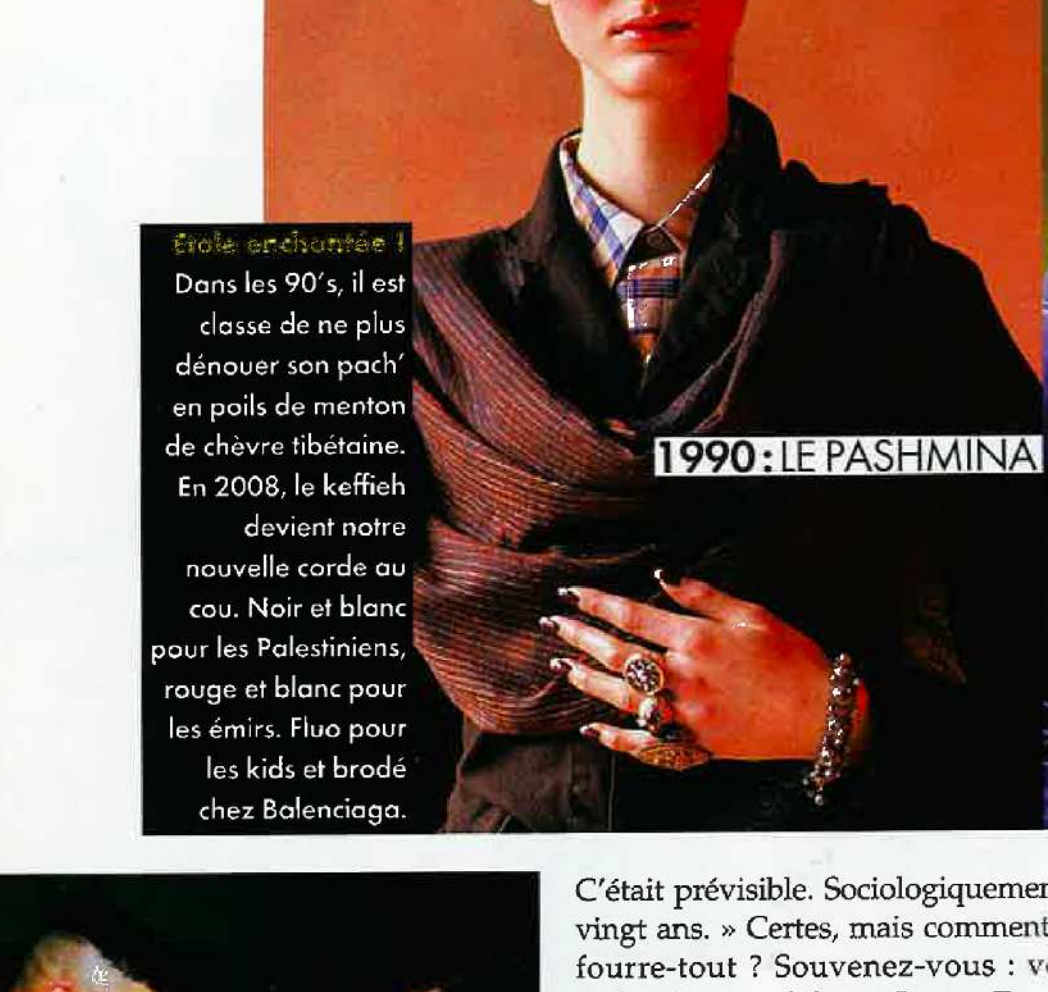 Étole enchantée !
Dans les 90's, il est
classe de ne plus
dénouer son pach'
en poils de menton
de chèvre tibétaine.
En 2008, le keffieh
devient notre
nouvelle corde au
cou. Noir et blanc
pour les Palestiniens,
rouge et blanc pour
les émirs. Fluo pour
les kids et brodé
chez Balenciaga.
1990 : LE PASHMINA
C'était prévisible. Sociologiquemen
vingt ans. » Certes, mais comment
fourre-tout ? Souvenez-vous : v